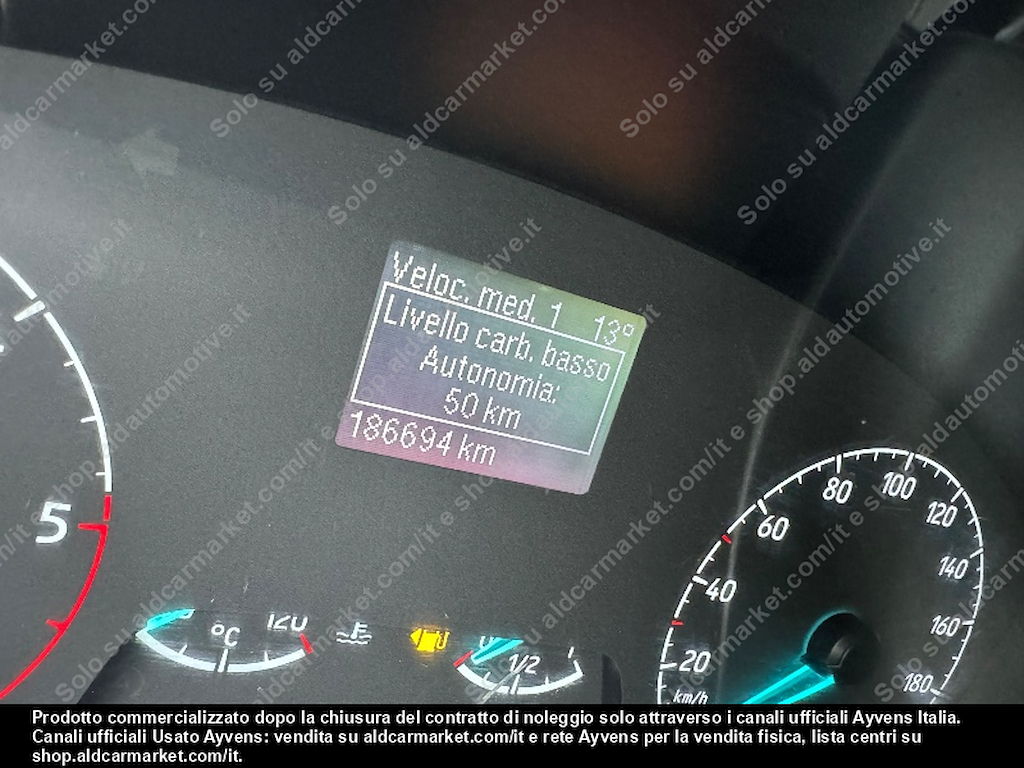 Veloc. med. 1 13°
Livello carb. basso
Autonomia:
50 km
186694 km
5
°C
120
0
1/2
1
20
40
60
80
100
120
140
160
180
km/h
Solo su aldcarmarket.com/it e shop.aldautomotive.it
Prodotto commercializzato dopo la chiusura del contratto di noleggio solo attraverso i canali ufficiali Ayvens Italia.
Canali ufficiali Usato Ayvens: vendita su aldcarmarket.com/it e rete Ayvens per la vendita fisica, lista centri su
shop.aldcarmarket.com/it.